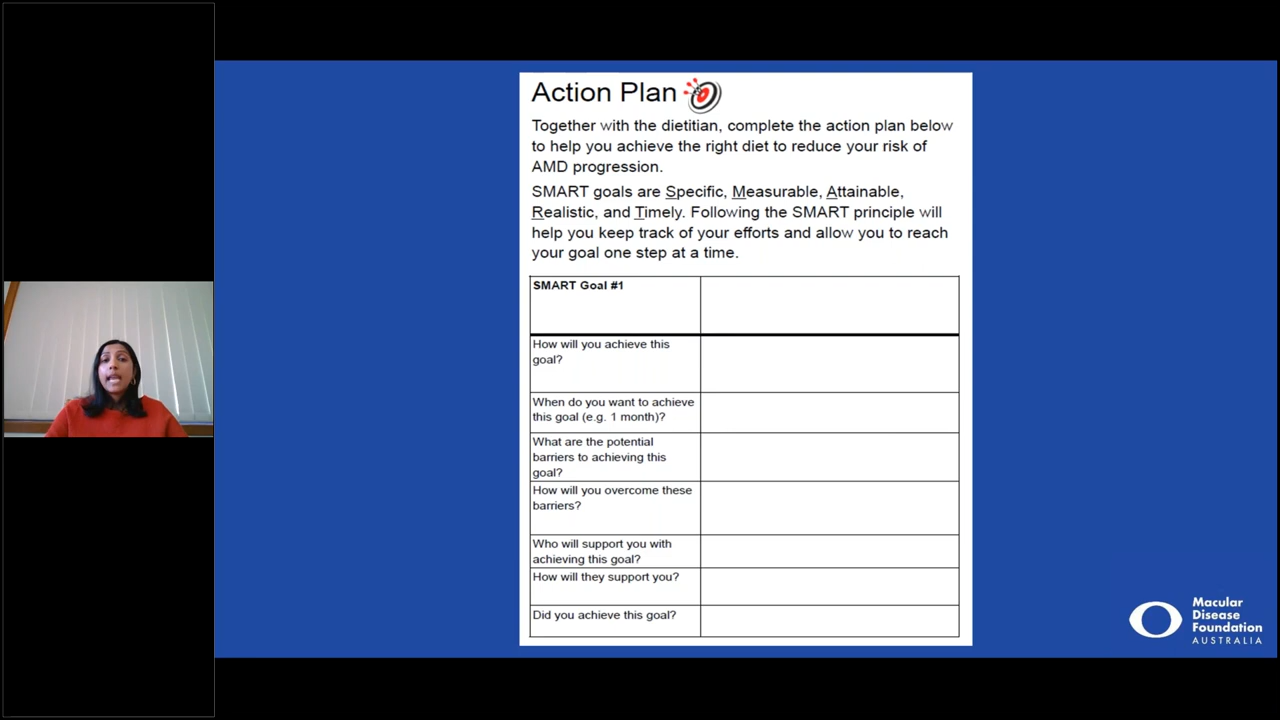 Action Plan
Together with the dietitian, complete the action plan below
to help you achieve the right diet to reduce your risk of
AMD progression.
SMART goals are Specific, Measurable, Attainable,
Realistic, and Timely. Following the SMART principle will
help you keep track of your efforts and allow you to reach
your goal one step at a time.
SMART Goal #1
How will you achieve this
goal?
When do you want to achieve
this goal (e.g. 1 month)?
What are the potential
barriers to achieving this
goal?
How will you overcome these
barriers?
Who will support you with
achieving this goal?
How will they support you?
Did you achieve this goal?
Macular
Disease
Foundation
AUSTRALIA